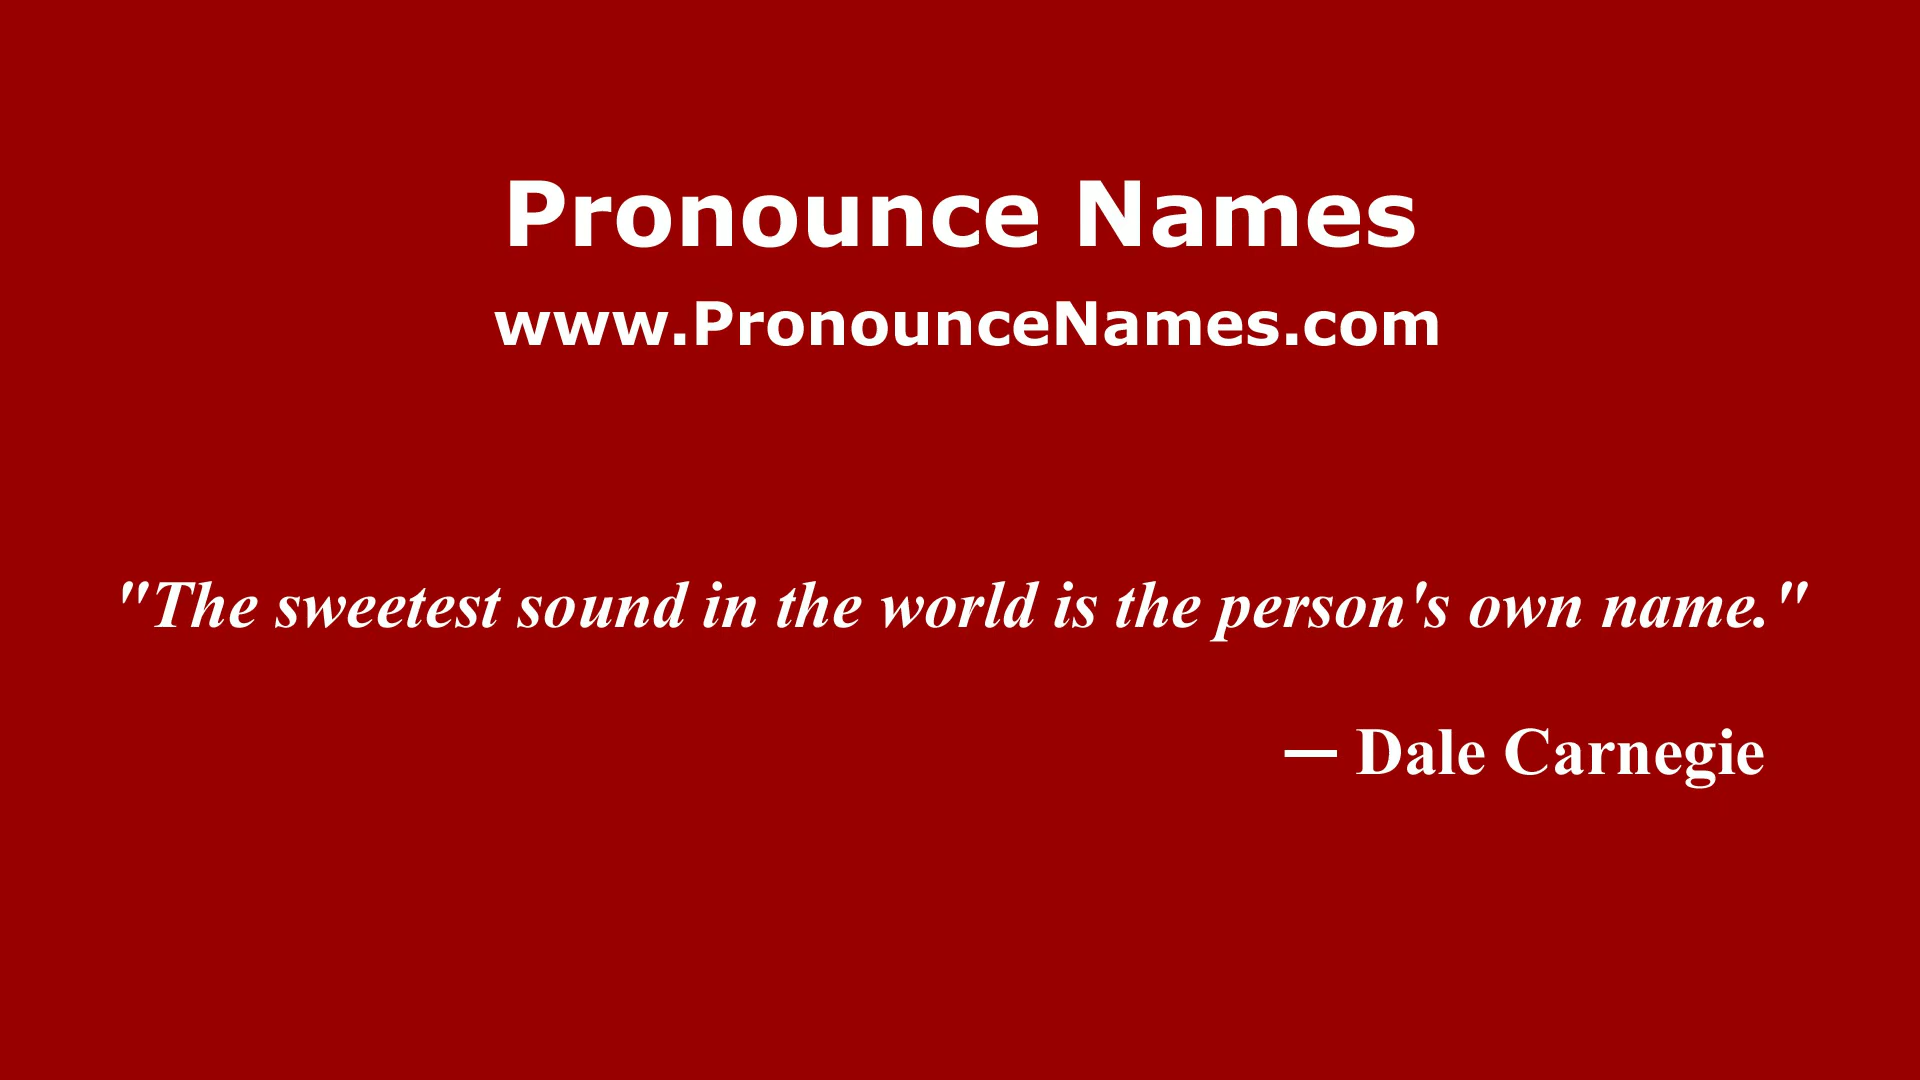 Pronounce Names
www.PronounceNames.com
"The sweetest sound in the world is the person's own name."
— Dale Carnegie